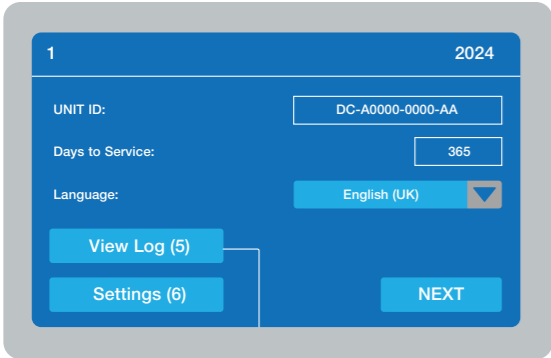 1 2024
UNIT ID: DC-A0000-0000-AA
Days to Service: 365
Language: English (UK)
View Log (5)
Settings (6) NEXT